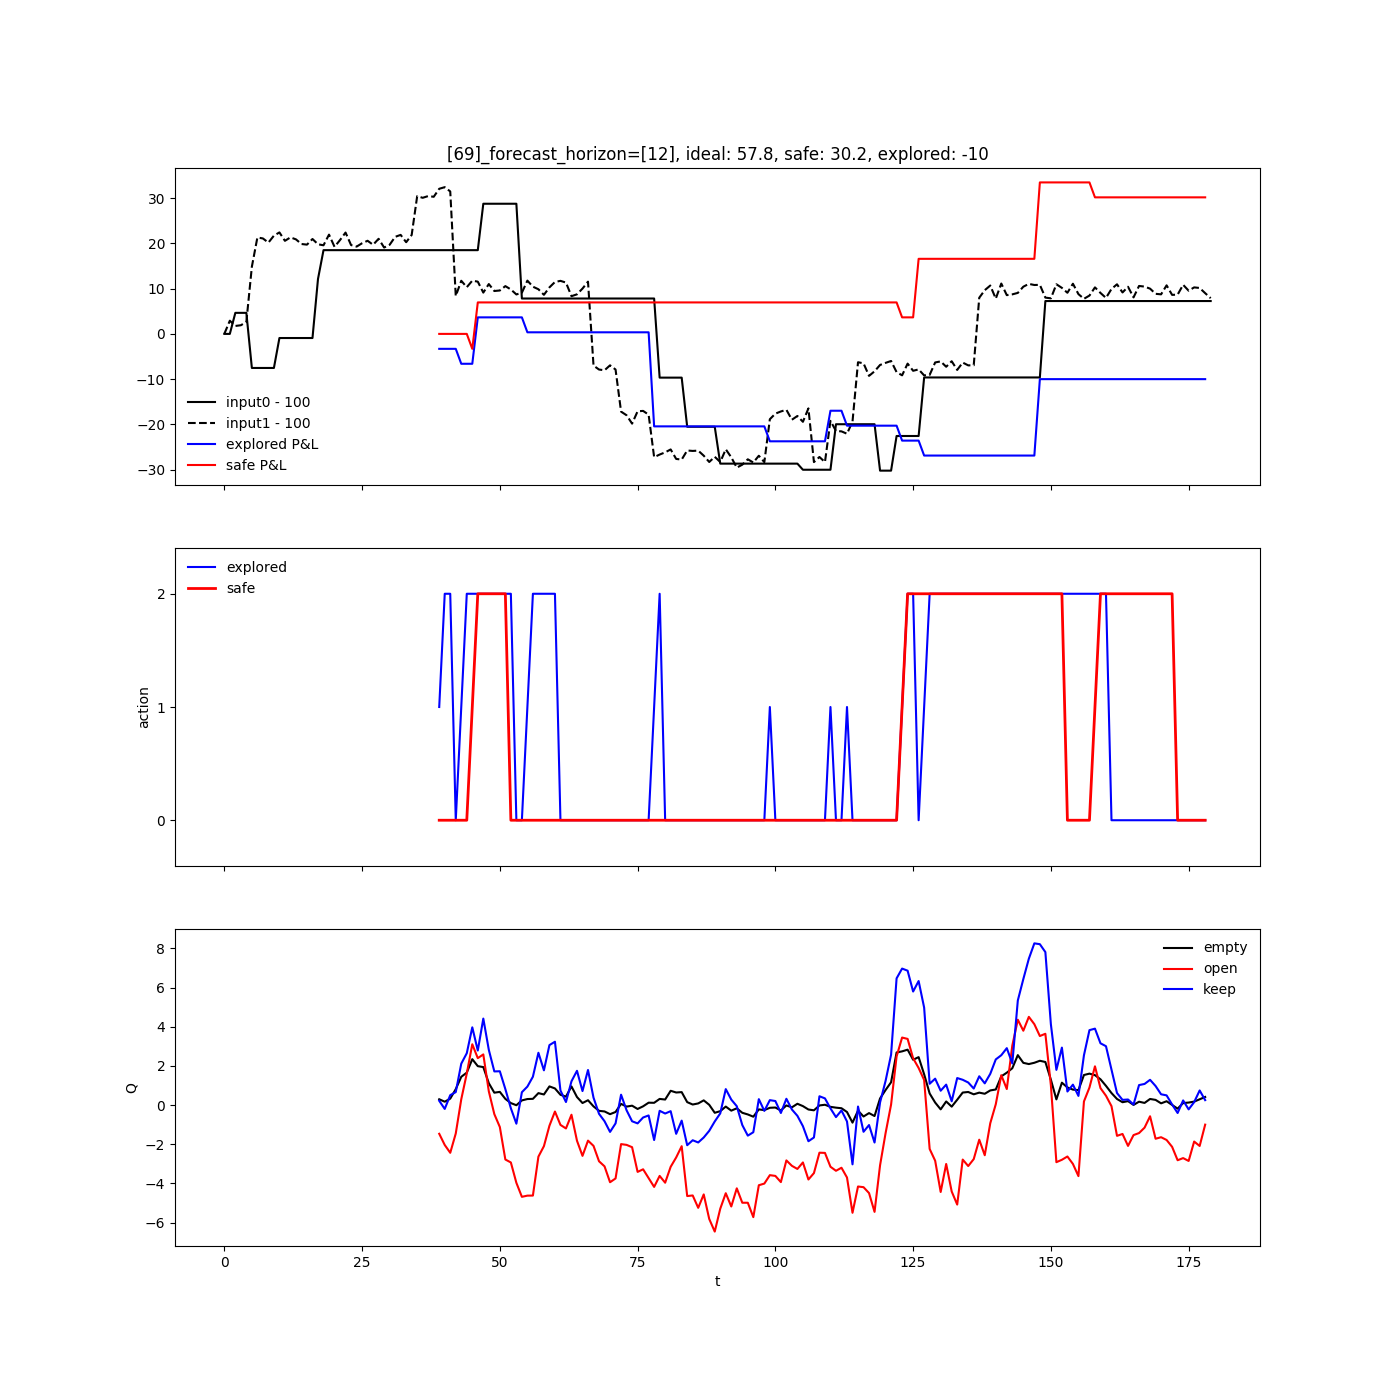 [69]_forecast_horizon=[12], ideal: 57.8, safe: 30.2, explored: -10
30
20
10
0
−10
−20
−30
input0 - 100
input1 - 100
explored P&L
safe P&L
explored
safe
2
1
0
action
empty
open
keep
8
6
4
2
0
−2
−4
−6
Q
0 25 50 75 100 125 150 175
t